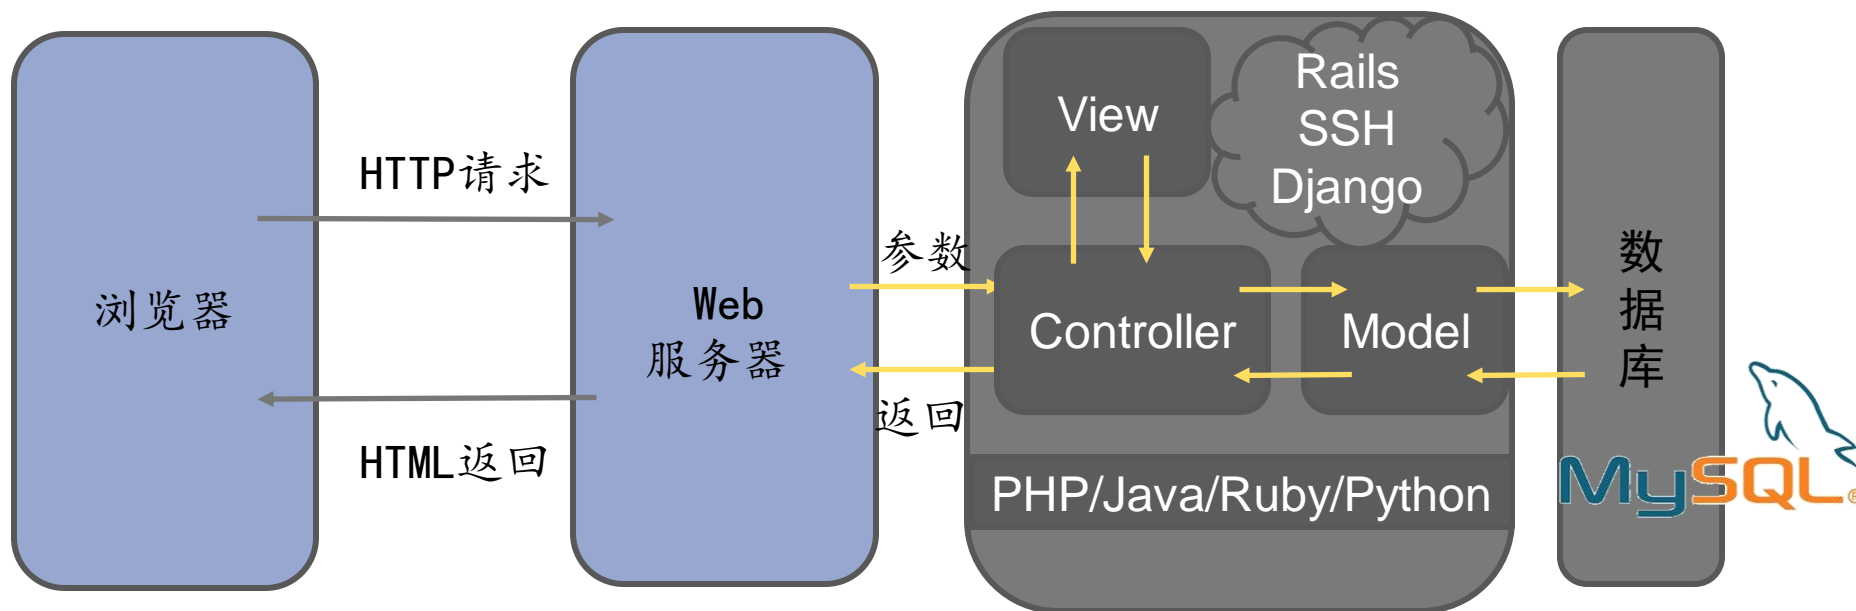 浏览器
HTTP请求
HTML返回
Web
服务器
参数
返回
View
Rails
SSH
Django
Controller
Model
PHP/Java/Ruby/Python
数
据
库
MySQL®